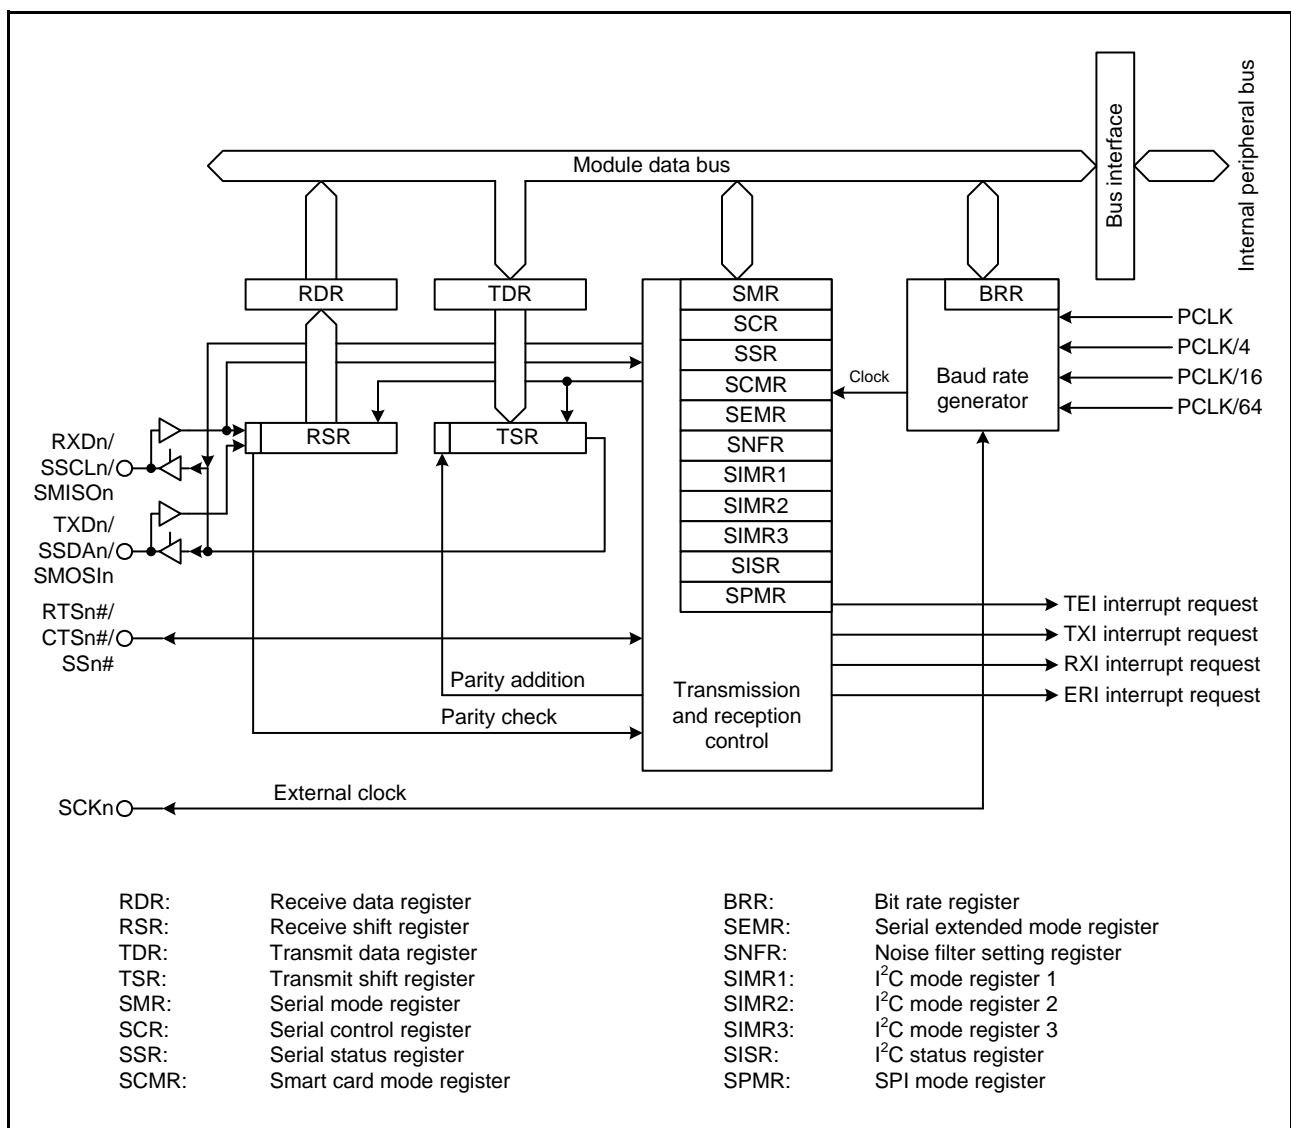 Module data bus
Bus interface
Internal peripheral bus
RDR
TDR
SMR
BRR
SCR
SSR
SCMR
SEMR
SNFR
SIMR1
SIMR2
SIMR3
SISR
SPMR
Transmission
and reception
control
Clock
Baud rate
generator
PCLK
PCLK/4
PCLK/16
PCLK/64
RSR
TSR
RXDn/
SSCLn/
SMISOn
TXDn/
SSDAn/
SMOSIn
RTSn#/
CTSn#/
SSn#
Parity addition
Parity check
TEI interrupt request
TXI interrupt request
RXI interrupt request
ERI interrupt request
SCKn
External clock
RDR: Receive data register
RSR: Receive shift register
TDR: Transmit data register
TSR: Transmit shift register
SMR: Serial mode register
SCR: Serial control register
SSR: Serial status register
SCMR: Smart card mode register
BRR: Bit rate register
SEMR: Serial extended mode register
SNFR: Noise filter setting register
SIMR1: I²C mode register 1
SIMR2: I²C mode register 2
SIMR3: I²C mode register 3
SISR: I²C status register
SPMR: SPI mode register